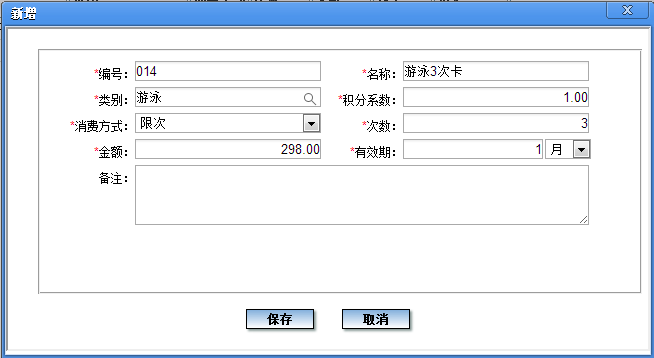 新增
*编号： 014 *名称： 游泳3次卡
*类别： 游泳 *积分系数： 1.00
*消费方式： 限次 *次数： 3
*金额： 298.00 *有效期： 1 月
备注：
保存 取消